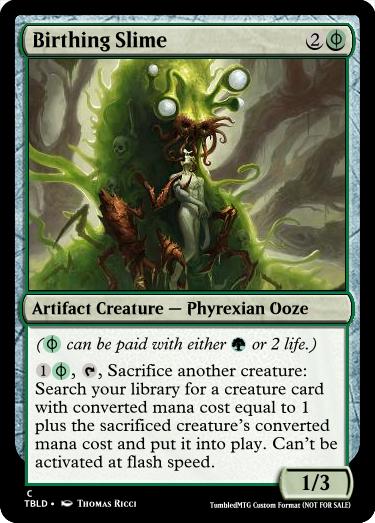 Birthing Slime 2
Artifact Creature — Phyrexian Ooze
( can be paid with either or 2 life.)
1, , Sacrifice another creature:
Search your library for a creature card
with converted mana cost equal to 1
plus the sacrificed creature's converted
mana cost and put it into play. Can't be
activated at flash speed.
1/3
C
TBLD • Thomas Ricci
TumbledMTG Custom Format (NOT FOR SALE)